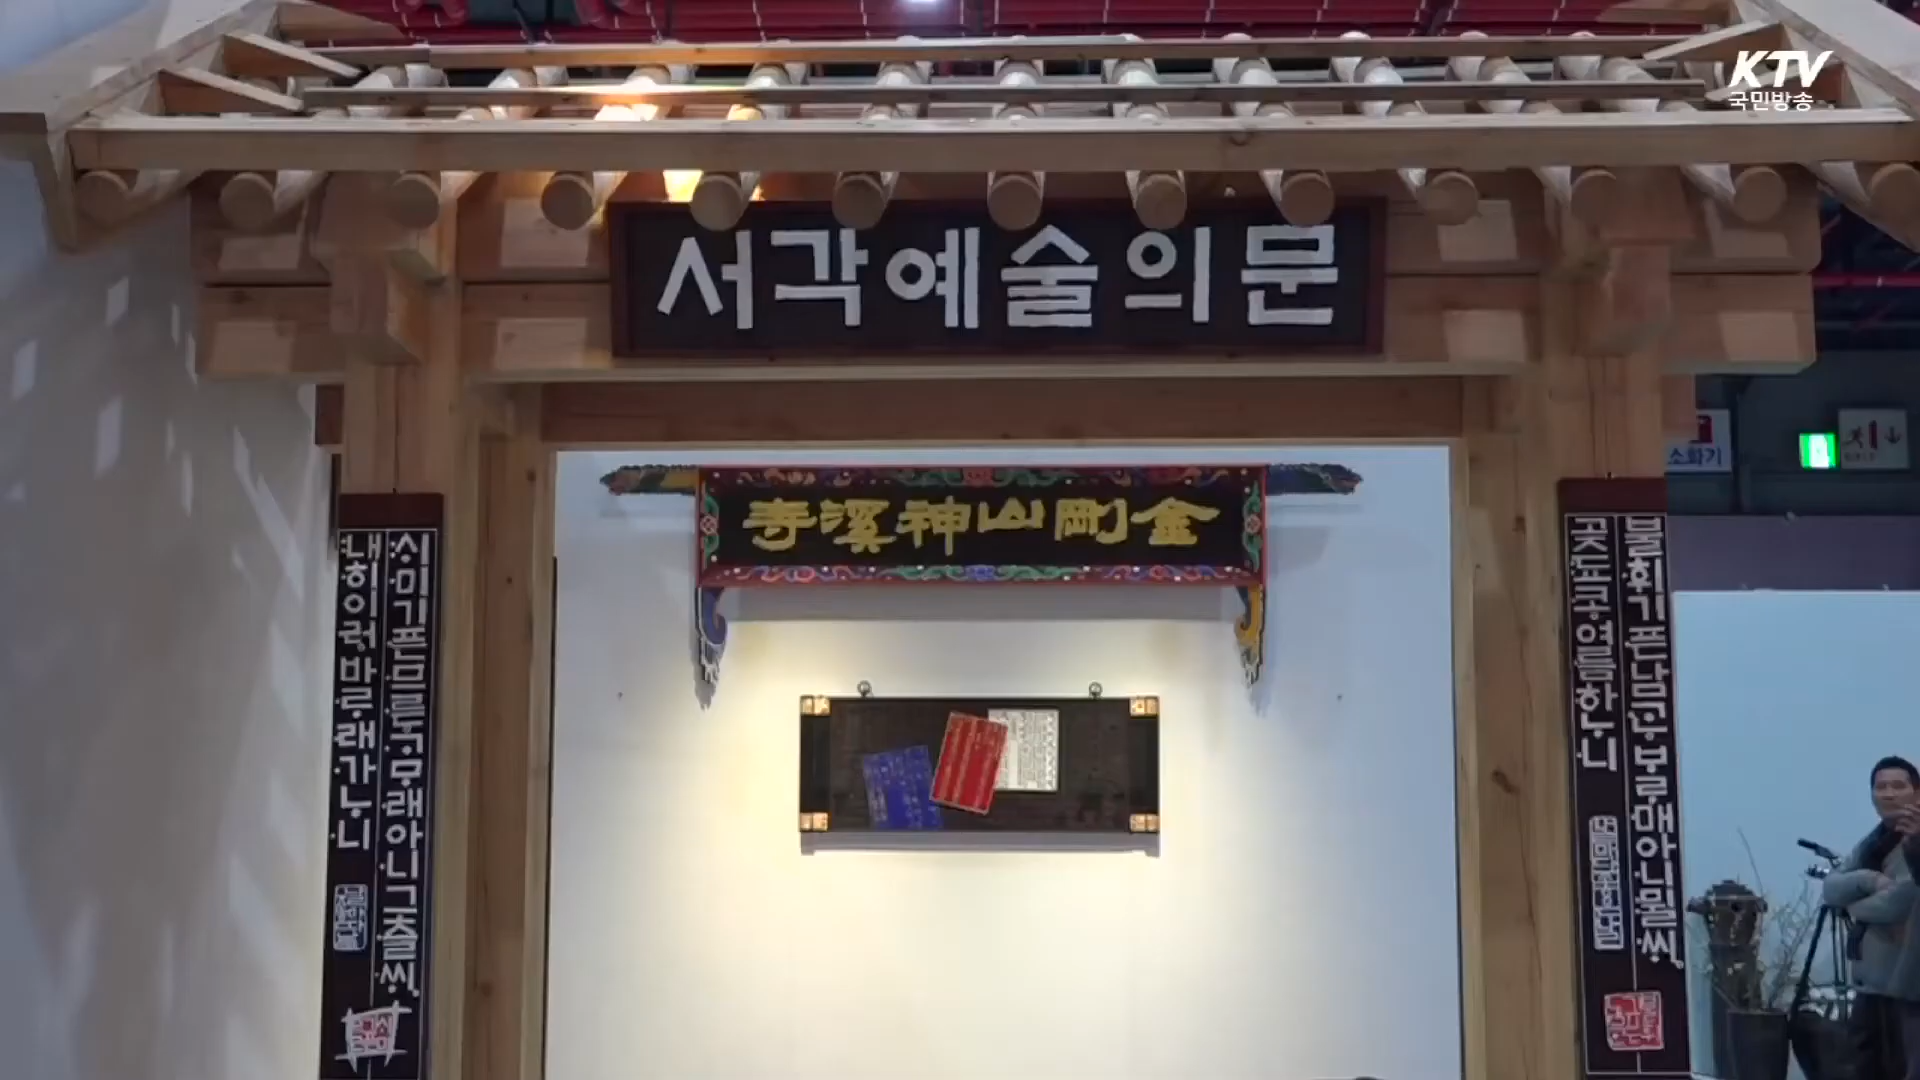 KTV
국민방송
서각예술의문
金剛山神溪寺
불휘기픈남ᄀᆞᆫᄇᆞᄅᆞ매아니뮐ᄊᆡ
곶됴코여름하ᄂᆞ니
ᄉᆡ미기픈므른ᄀᆞᄆᆞ래아니그츨ᄊᆡ
내히이러바ᄅᆞ래가ᄂᆞ니
소화기